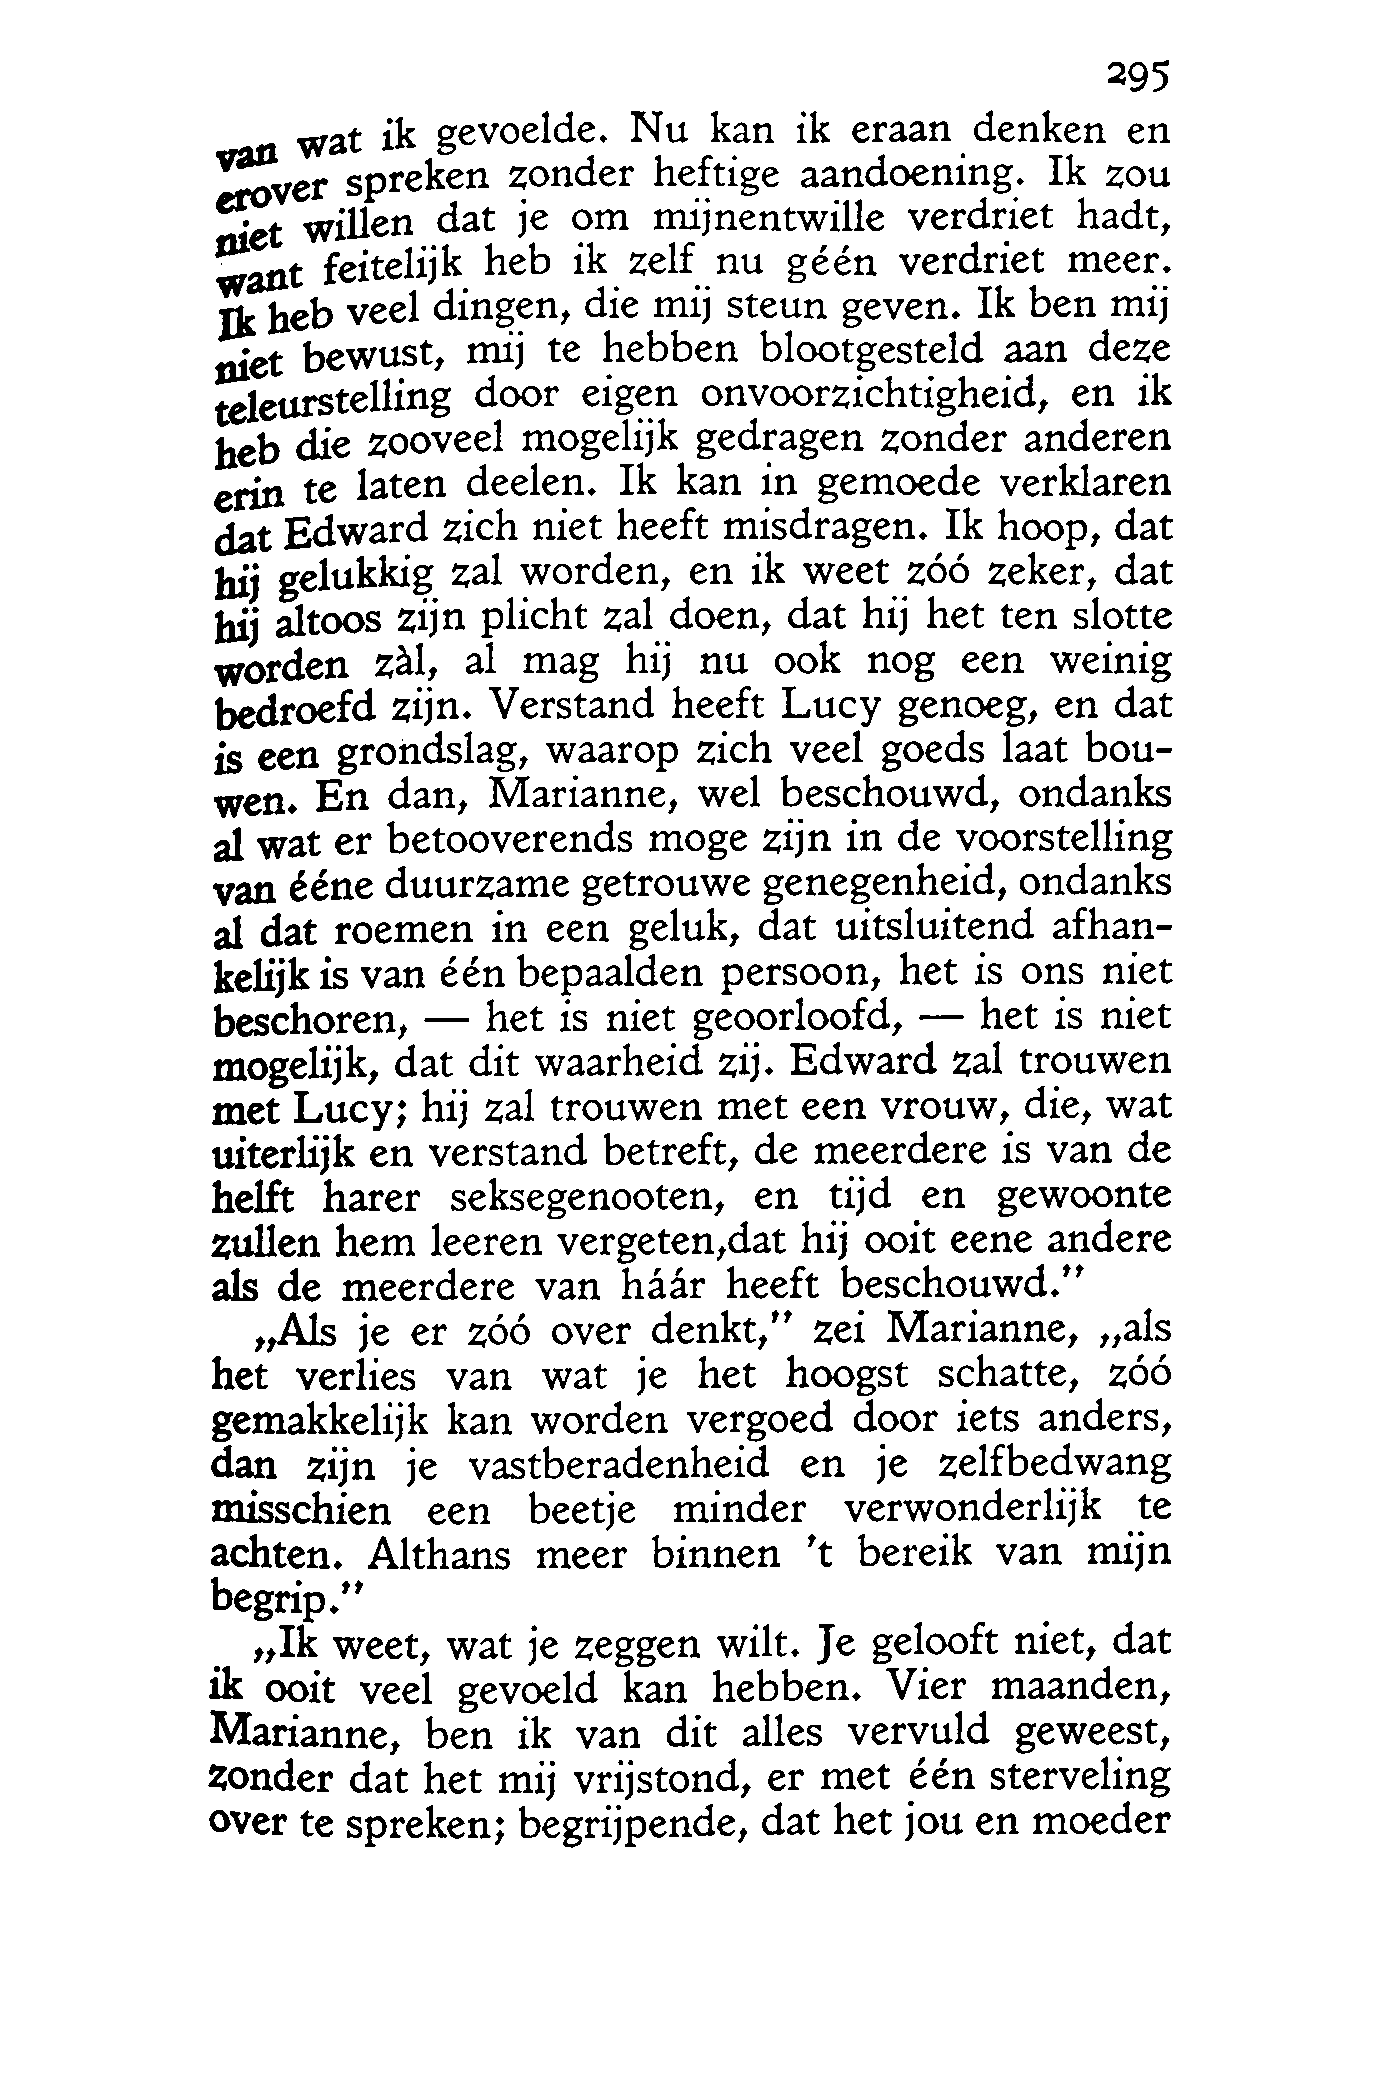 295
van wat ik gevoelde. Nu kan ik eraan denken en
erover spreken zonder heftige aandoening. Ik zou
niet willen dat je om mijnentwille verdriet hadt,
want feitelijk heb ik zelf nu géén verdriet meer.
Ik heb veel dingen, die mij steun geven. Ik ben mij
niet bewust, mij te hebben blootgesteld aan deze
teleurstelling door eigen onvoorzichtigheid, en ik
heb die zooveel mogelijk gedragen zonder anderen
erin te laten deelen. Ik kan in gemoede verklaren
dat Edward zich niet heeft misdragen. Ik hoop, dat
hij gelukkig zal worden, en ik weet zóó zeker, dat
hij altoos zijn plicht zal doen, dat hij het ten slotte
worden zàl, al mag hij nu ook nog een weinig
bedroefd zijn. Verstand heeft Lucy genoeg, en dat
is een grondslag, waarop zich veel goeds laat bou-
wen. En dan, Marianne, wel beschouwd, ondanks
al wat er betooverends moge zijn in de voorstelling
van ééne duurzame getrouwe genegenheid, ondanks
al dat roemen in een geluk, dat uitsluitend afhan-
kelijk is van één bepaalden persoon, het is ons niet
beschoren, — het is niet geoorloofd, — het is niet
mogelijk, dat dit waarheid zij. Edward zal trouwen
met Lucy; hij zal trouwen met een vrouw, die, wat
uiterlijk en verstand betreft, de meerdere is van de
helft harer seksegenooten, en tijd en gewoonte
zullen hem leeren vergeten,dat hij ooit eene andere
als de meerdere van háár heeft beschouwd.”
„Als je er zóó over denkt,” zei Marianne, „als
het verlies van wat je het hoogst schatte, zóó
gemakkelijk kan worden vergoed door iets anders,
dan zijn je vastberadenheid en je zelfbedwang
misschien een beetje minder verwonderlijk te
achten. Althans meer binnen ’t bereik van mijn
begrip.”
„Ik weet, wat je zeggen wilt. Je gelooft niet, dat
ik ooit veel gevoeld kan hebben. Vier maanden,
Marianne, ben ik van dit alles vervuld geweest,
zonder dat het mij vrijstond, er met één sterveling
over te spreken; begrijpende, dat het jou en moeder